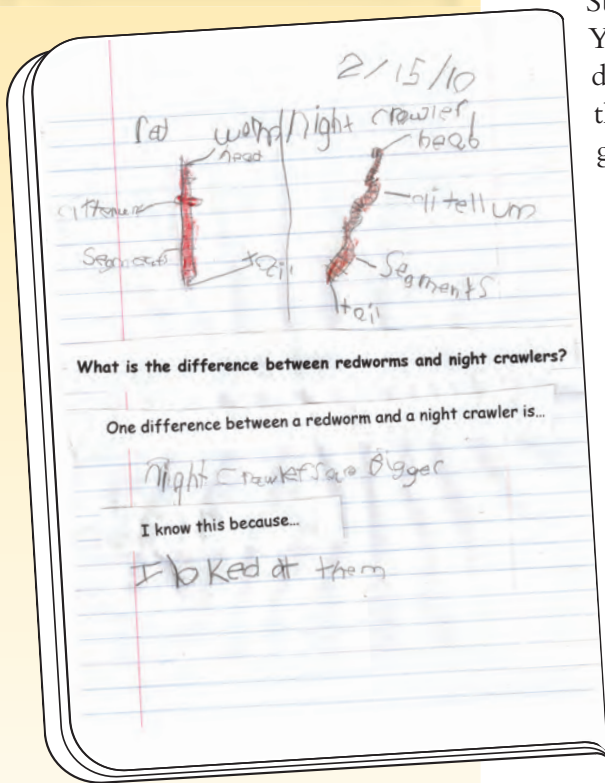 2/15/10
red worm/night crawler
head head
clitellum
Segments tail Segments
tail
What is the difference between redworms and night crawlers?
One difference between a redworm and a night crawler is...
night crawlers are Bigger
I know this because...
I looked at them